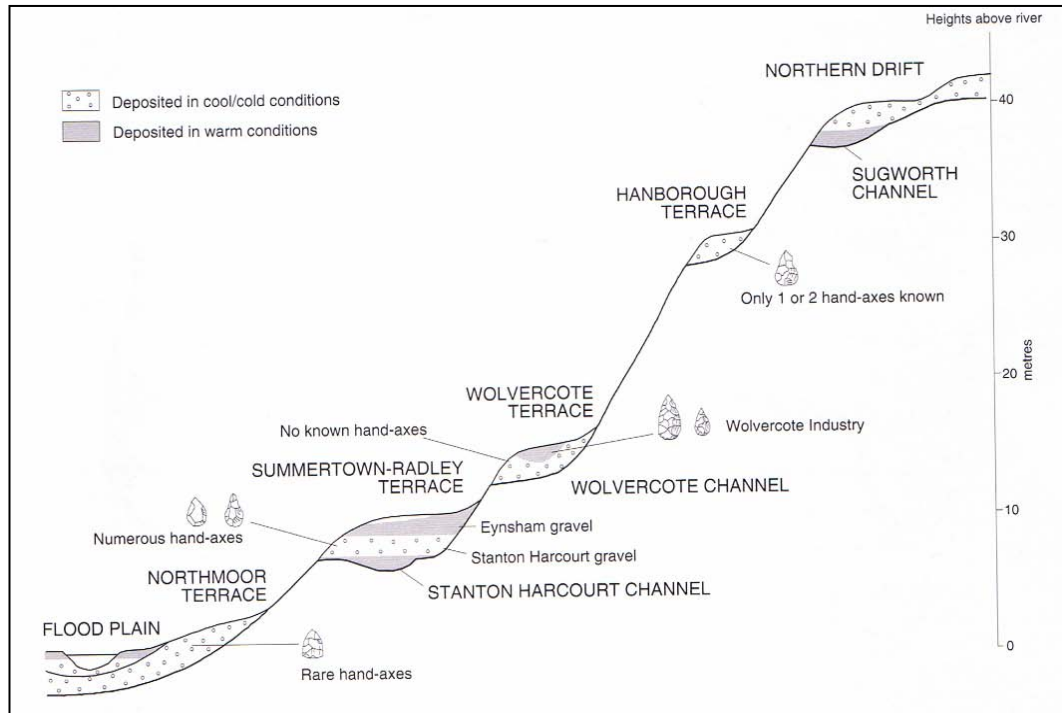 Heights above river
NORTHERN DRIFT
Deposited in cool/cold conditions
Deposited in warm conditions
40
SUGWORTH
CHANNEL
HANBOROUGH
TERRACE
30
Only 1 or 2 hand-axes known
20
metres
WOLVERCOTE
TERRACE
No known hand-axes
Wolvercote Industry
SUMMERTOWN-RADLEY
TERRACE
WOLVERCOTE CHANNEL
10
Eynsham gravel
Numerous hand-axes
Stanton Harcourt gravel
NORTHMOOR
TERRACE
STANTON HARCOURT CHANNEL
FLOOD PLAIN
0
Rare hand-axes